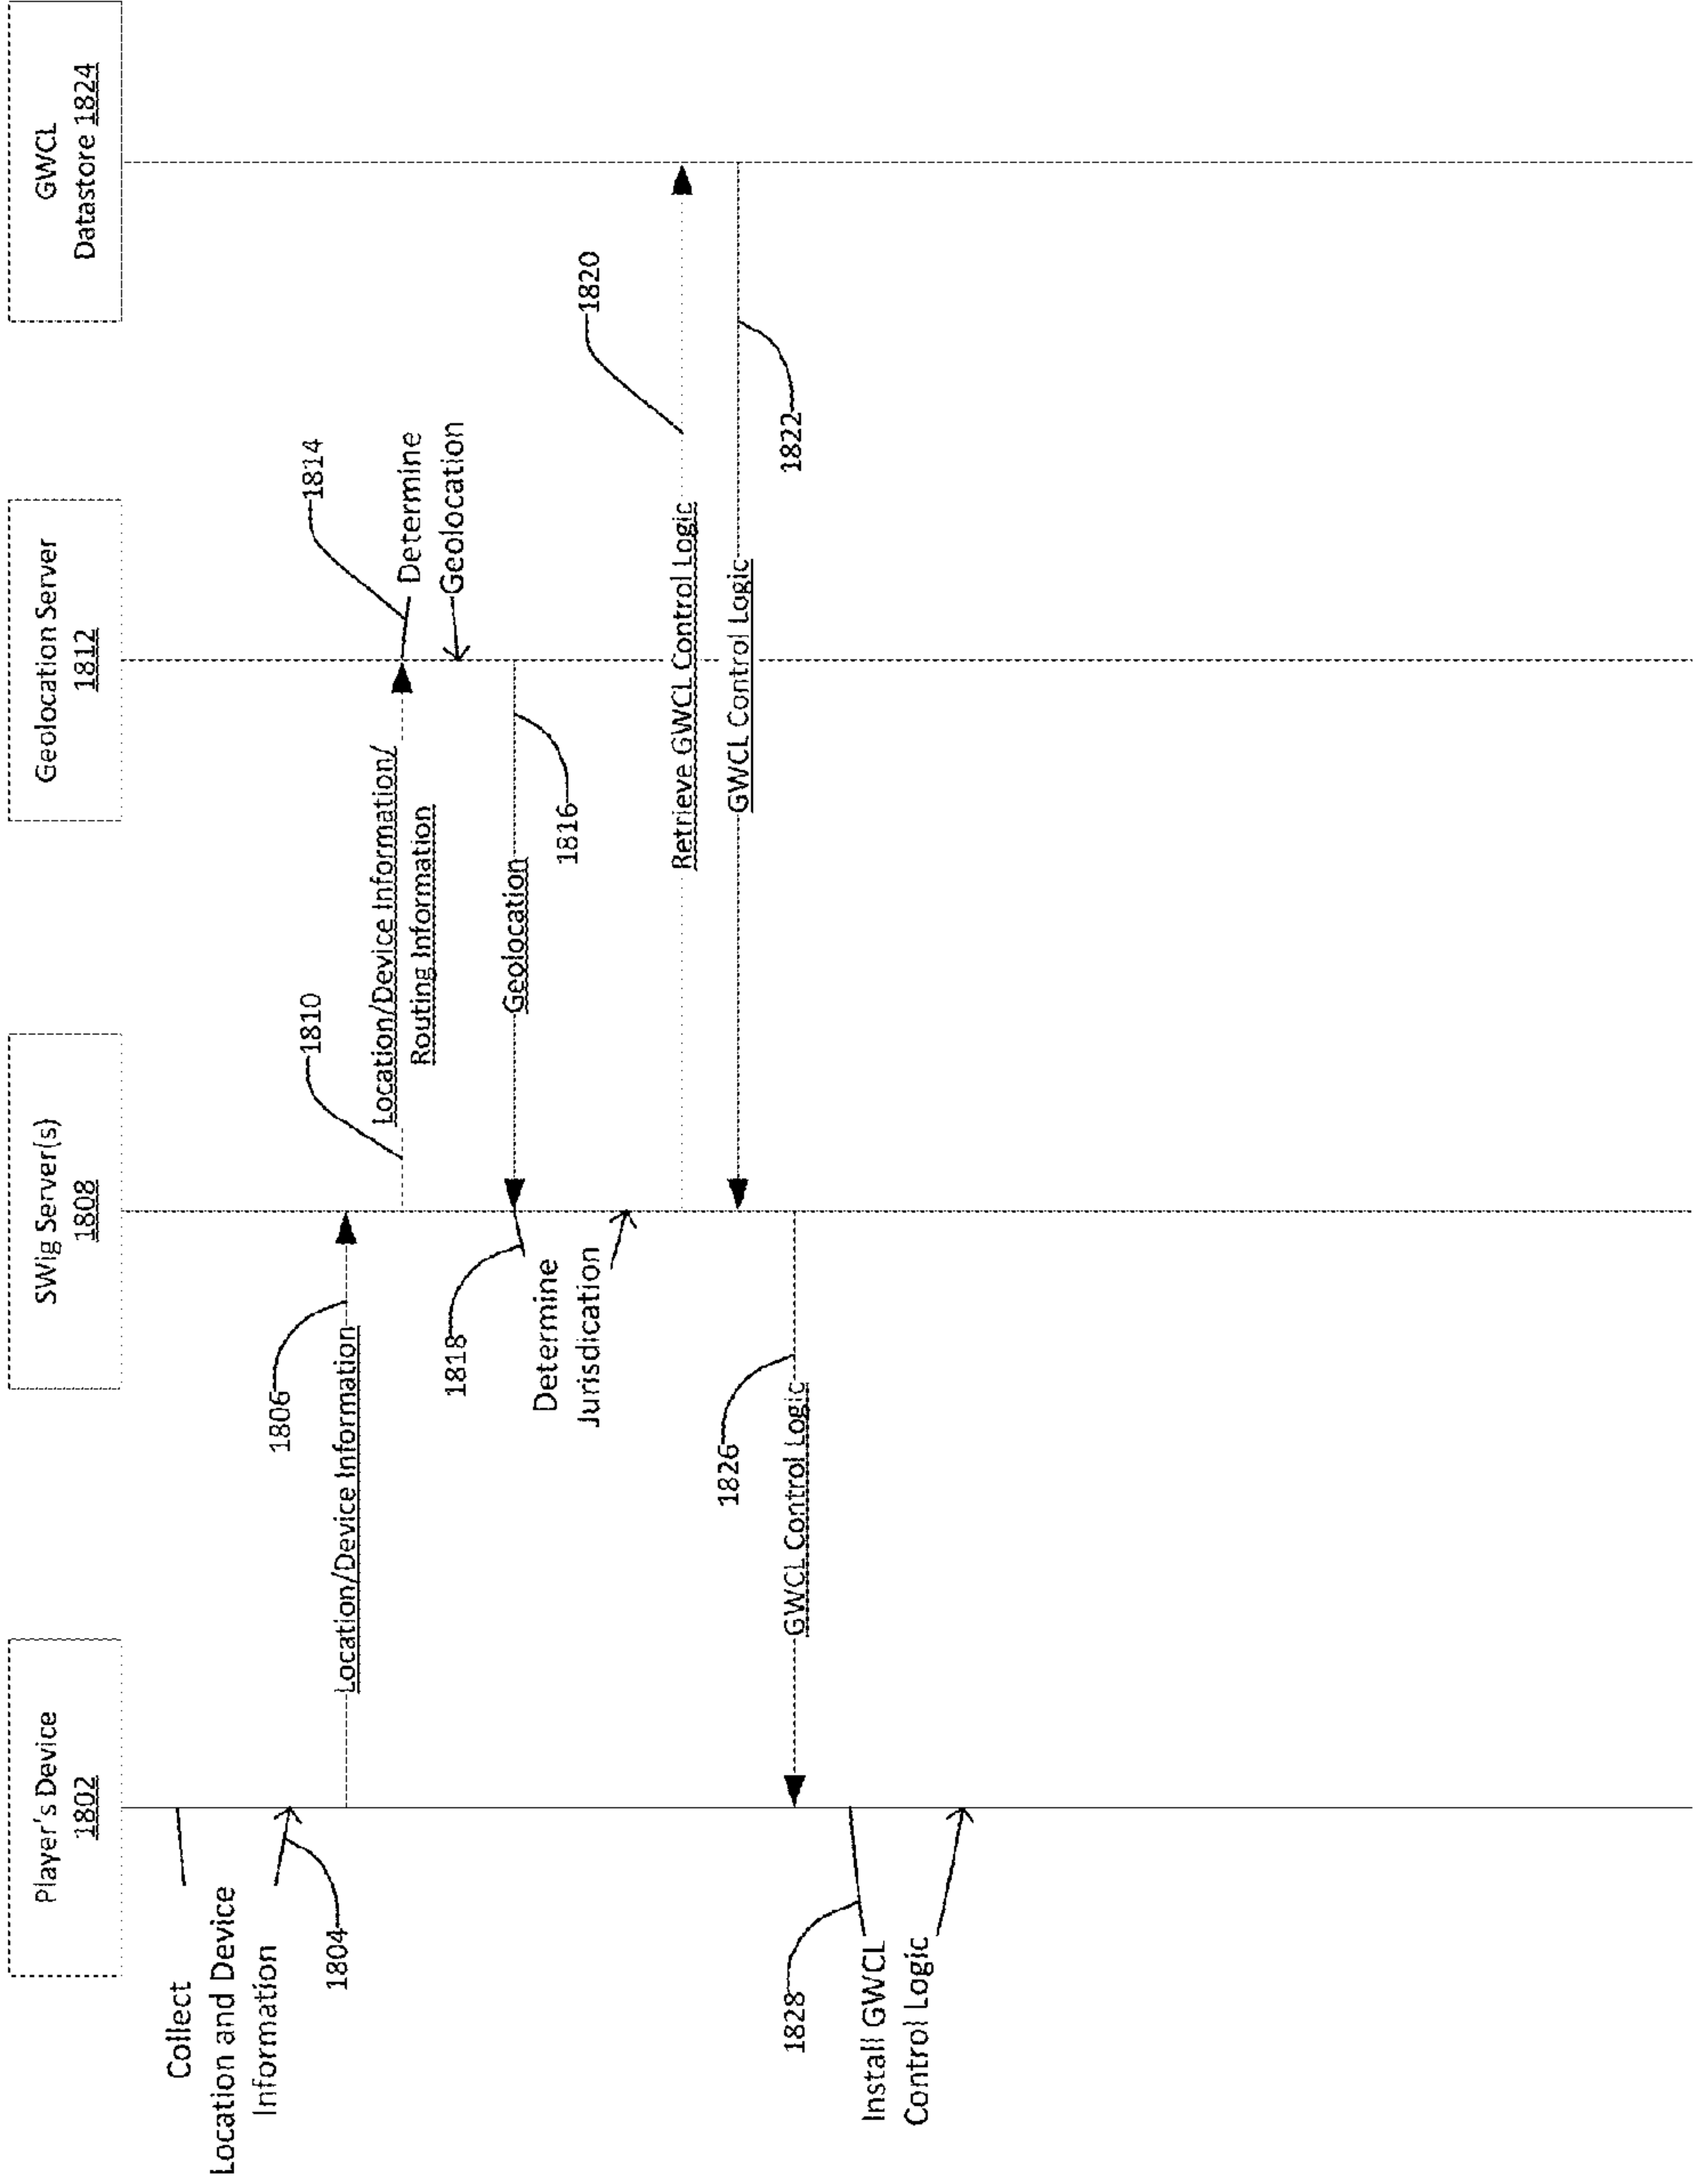 Player's Device
1802
SWig Server(s)
1808
Geolocation Server
1812
GWCL
Datastore 1824
Collect
Location and Device
Information
1804
1806
Location/Device Information
1810
Location/Device Information/
Routing Information
1814
Determine
Geolocation
Geolocation
1816
1818
Determine
Jurisdication
1820
Retrieve GWCL Control Logic
GWCL Control Logic
1822
1826
GWCL Control Logic
1828
Install GWCL
Control Logic